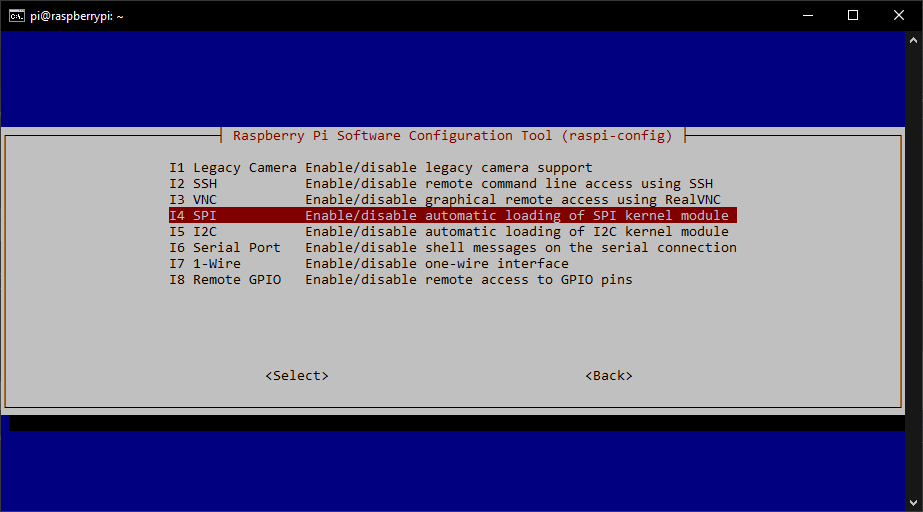 pi@raspberrypi: ~
Raspberry Pi Software Configuration Tool (raspi-config)
I1 Legacy Camera Enable/disable legacy camera support
I2 SSH Enable/disable remote command line access using SSH
I3 VNC Enable/disable graphical remote access using RealVNC
I4 SPI Enable/disable automatic loading of SPI kernel module
I5 I2C Enable/disable automatic loading of I2C kernel module
I6 Serial Port Enable/disable shell messages on the serial connection
I7 1-Wire Enable/disable one-wire interface
I8 Remote GPIO Enable/disable remote access to GPIO pins
<Select> <Back>